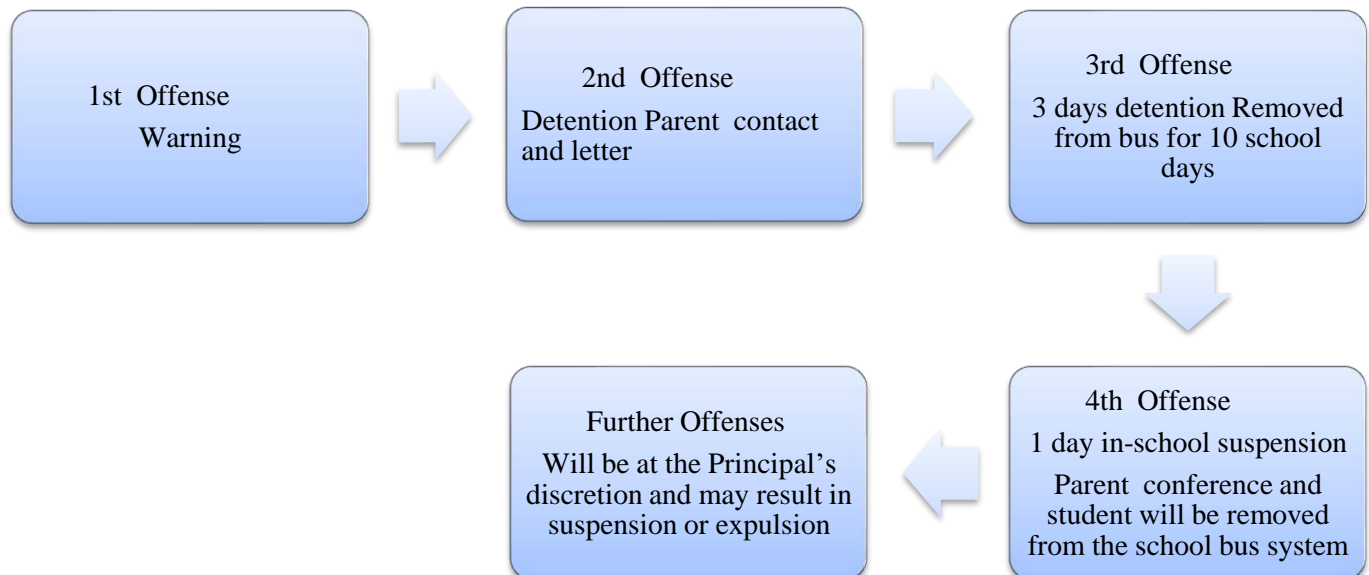 1st Offense
Warning
2nd Offense
Detention Parent contact
and letter
3rd Offense
3 days detention Removed
from bus for 10 school
days
4th Offense
1 day in-school suspension
Parent conference and
student will be removed
from the school bus system
Further Offenses
Will be at the Principal’s
discretion and may result in
suspension or expulsion